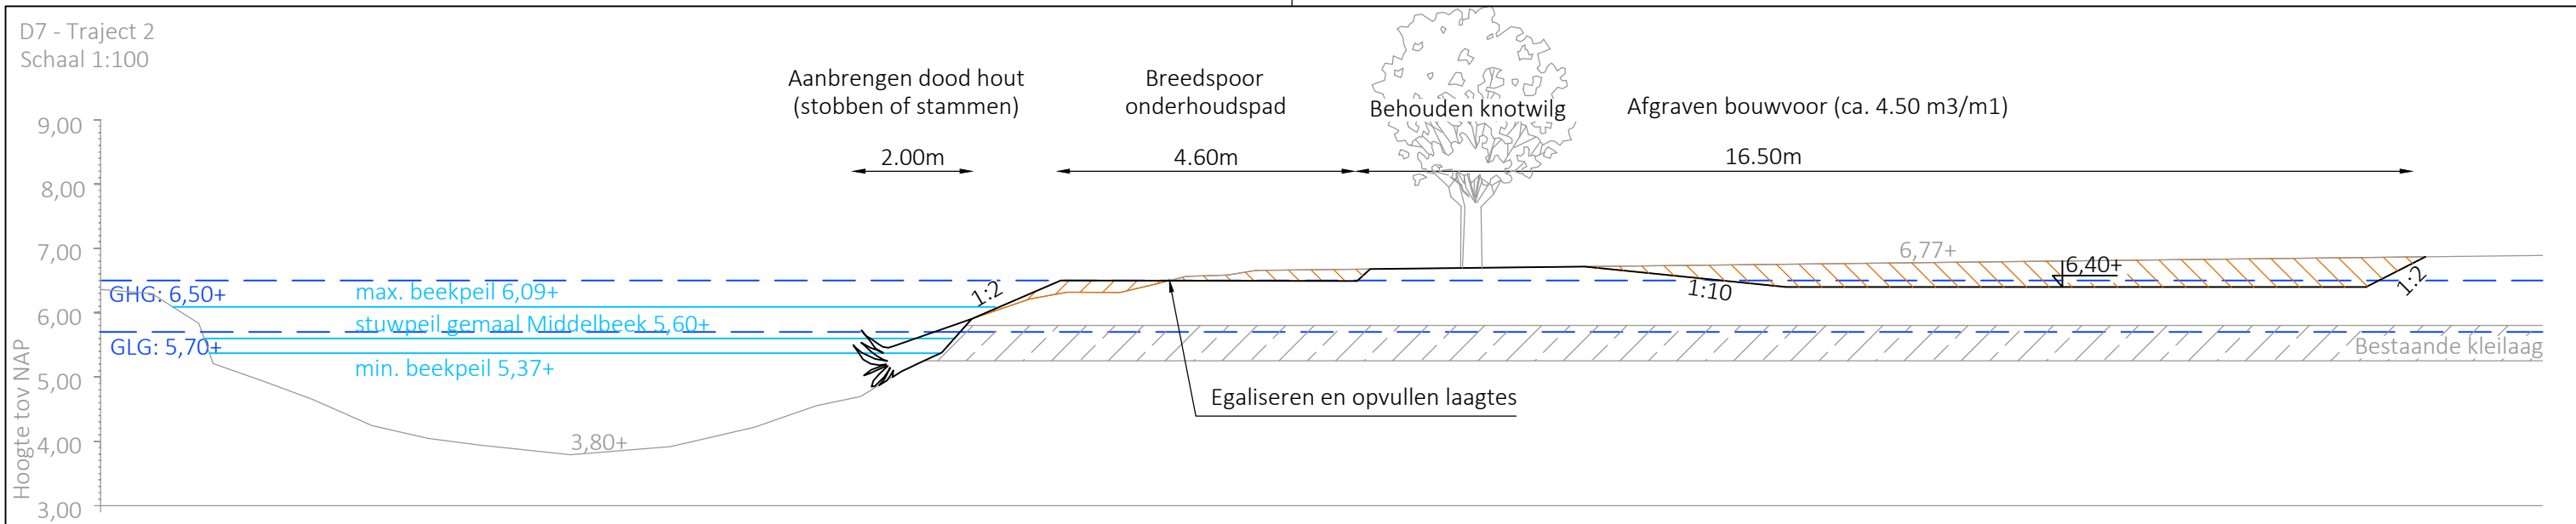 D7 - Traject 2
Schaal 1:100
Aanbrengen dood hout
(stobben of stammen)
Breedspoor
onderhoudspad
Behouden knotwilg
Afgraven bouwvoor (ca. 4.50 m3/m1)
2.00m
4.60m
16.50m
9,00
8,00
7,00
6,00
5,00
4,00
3,00
Hoogte tov NAP
GHG: 6,50+
GLG: 5,70+
max. beekpeil 6,09+
stuwpeil gemaal Middelbeek 5,60+
min. beekpeil 5,37+
3,80+
1:2
Egaliseren en opvullen laagtes
1:10
6,77+
6,40+
1:2
Bestaande kleilaag